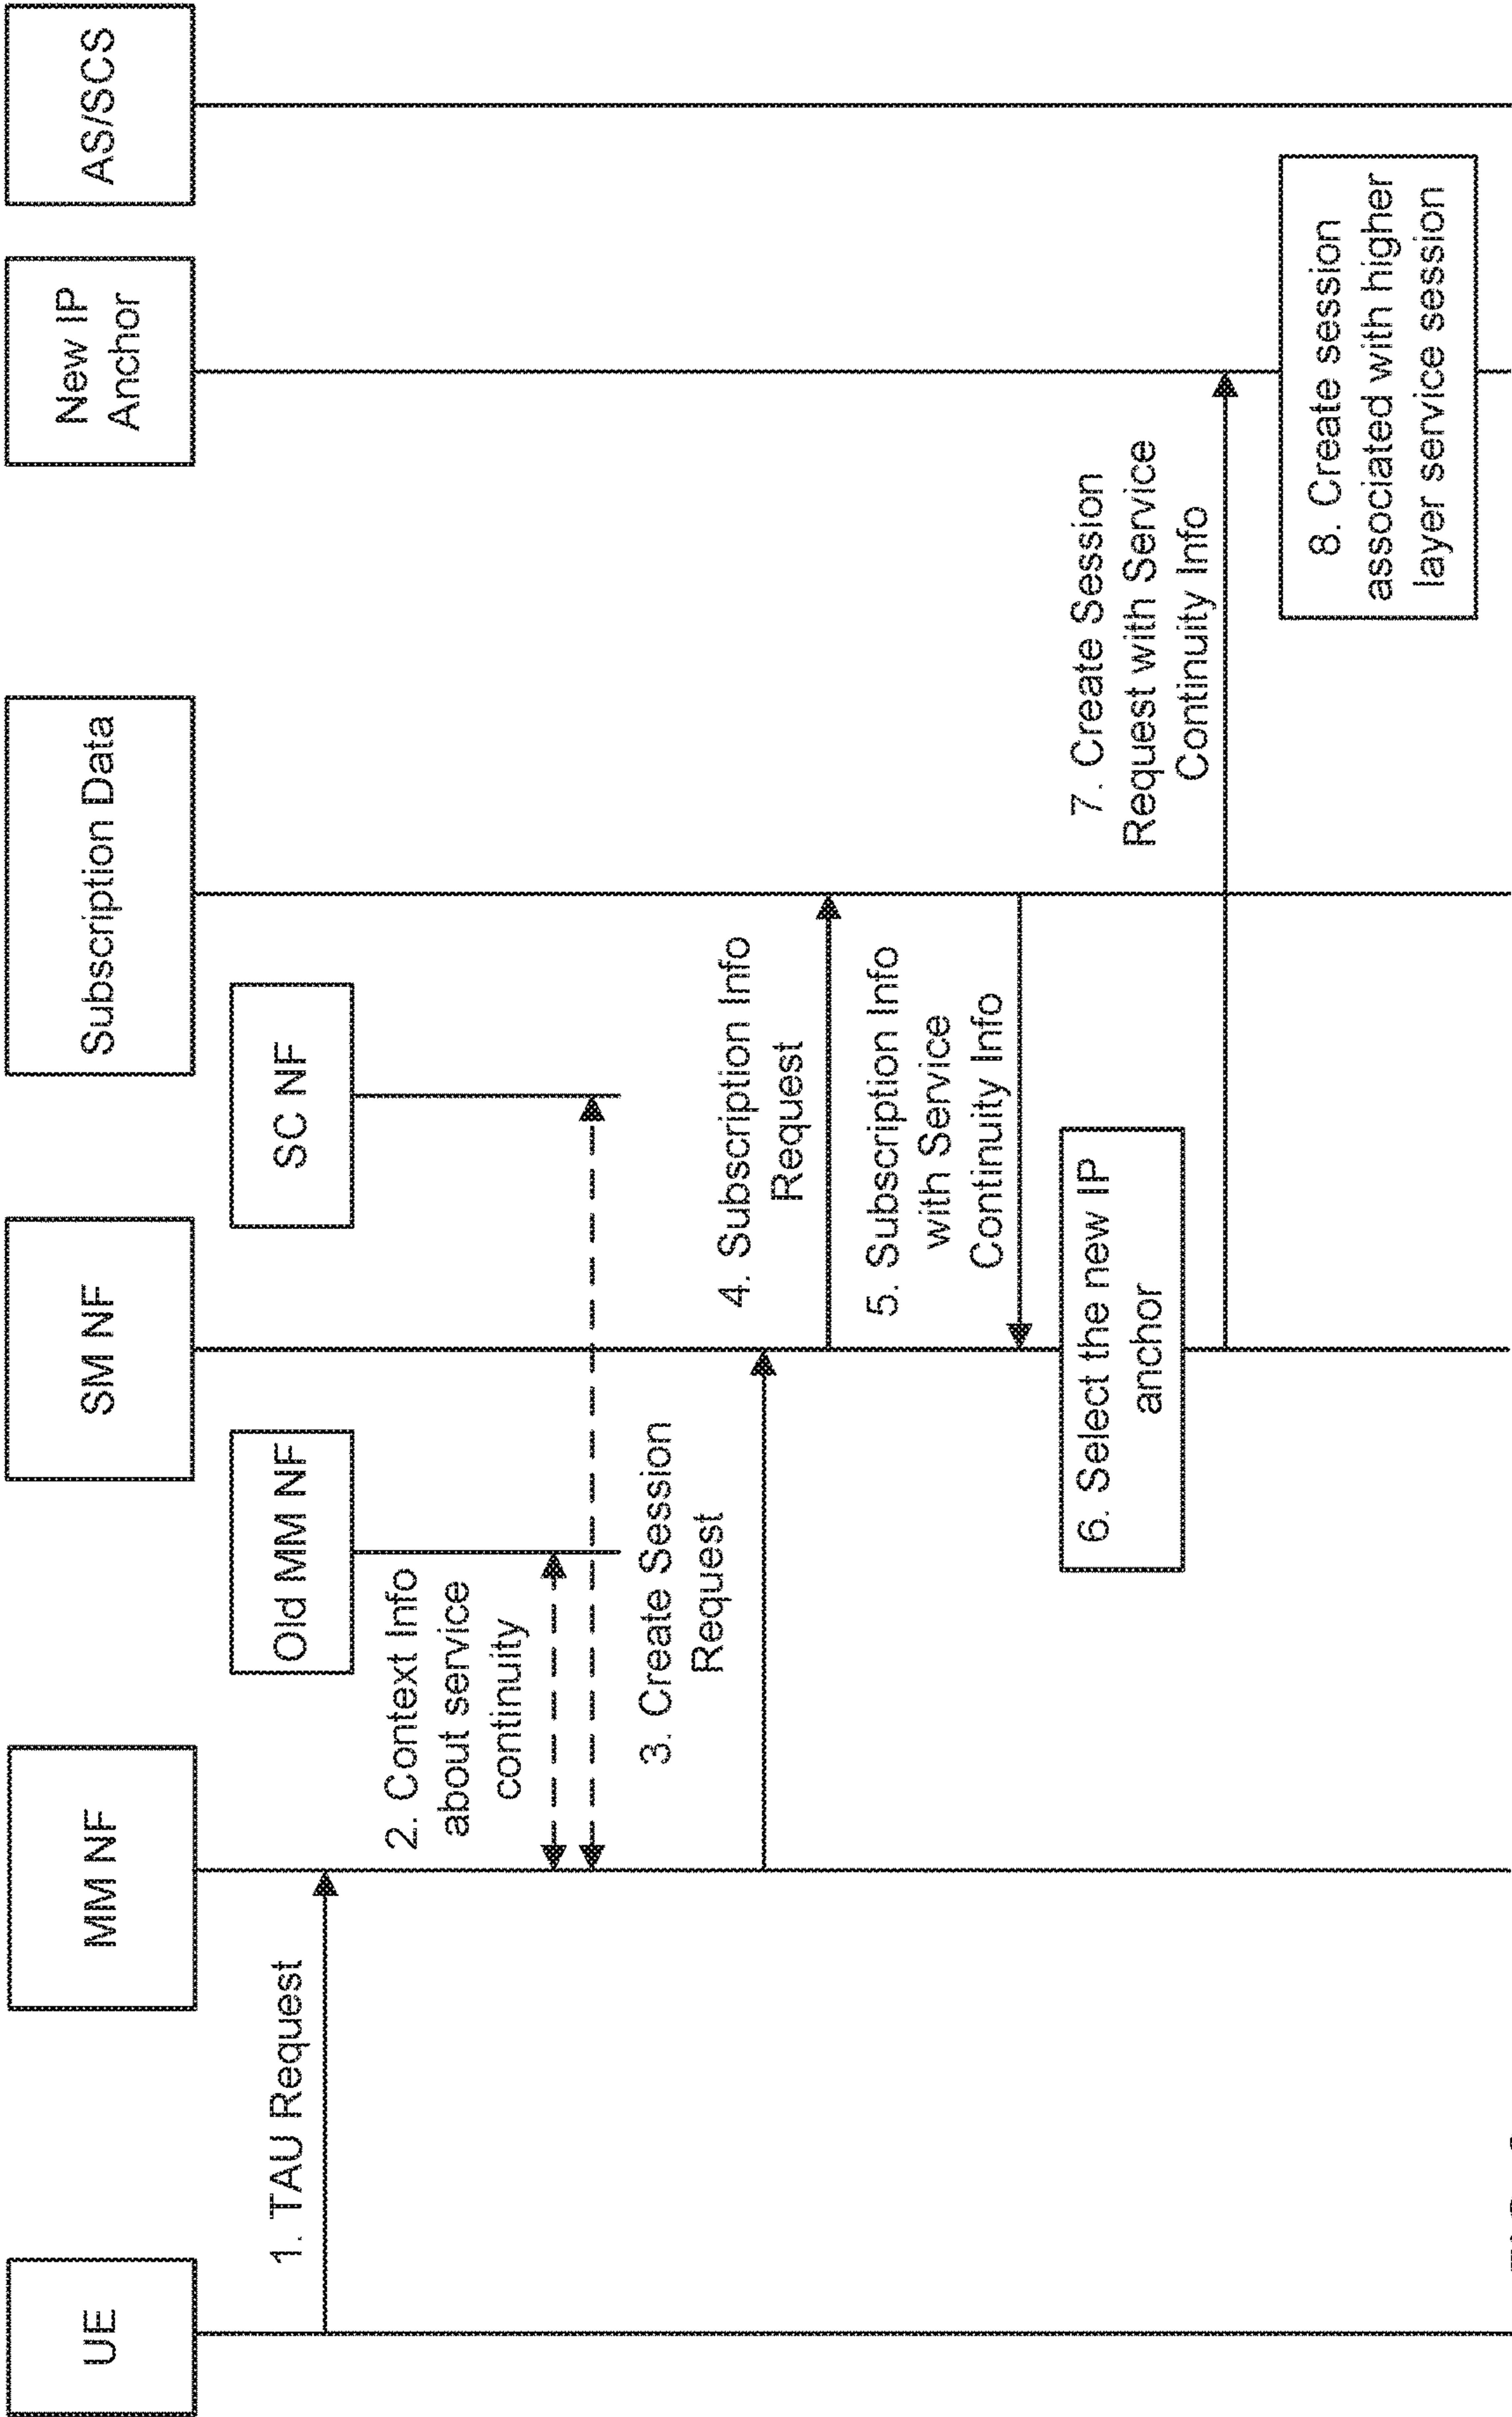 UE
MM NF
SM NF
Subscription Data
New IP
Anchor
AS/SCS
Old MM NF
SC NF
1. TAU Request
2. Context Info
about service
continuity
3. Create Session
Request
4. Subscription Info
Request
5. Subscription Info
with Service
Continuity Info
6. Select the new IP
anchor
7. Create Session
Request with Service
Continuity Info
8. Create session
associated with higher
layer service session